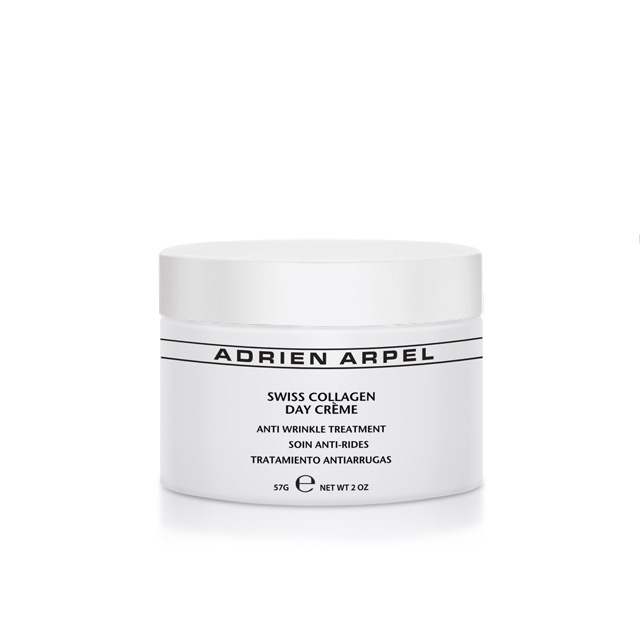 ADRIEN ARPEL
SWISS COLLAGEN
DAY CRÈME
ANTI WRINKLE TREATMENT
SOIN ANTI-RIDES
TRATAMIENTO ANTIARRUGAS
57G ℮ NET WT 2 OZ